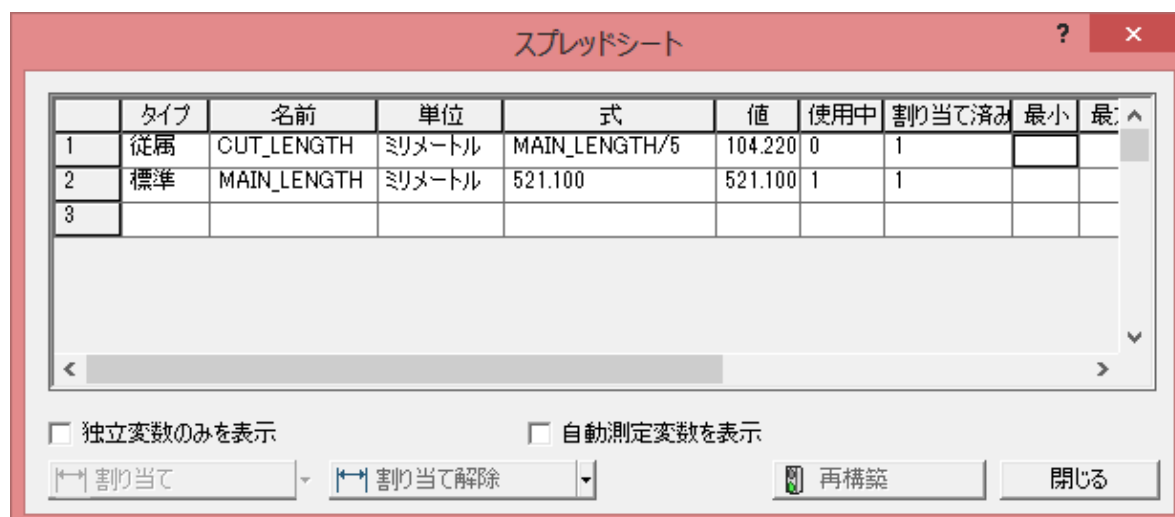 スプレッドシート ? ×
タイプ 名前 単位 式 値 使用中 割り当て済み 最小
1 従属 CUT_LENGTH ミリメートル MAIN_LENGTH/5 104.220 0 1
2 標準 MAIN_LENGTH ミリメートル 521.100 521.100 1 1
3
独立変数のみを表示 自動測定変数を表示
割り当て 割り当て解除 再構築 閉じる